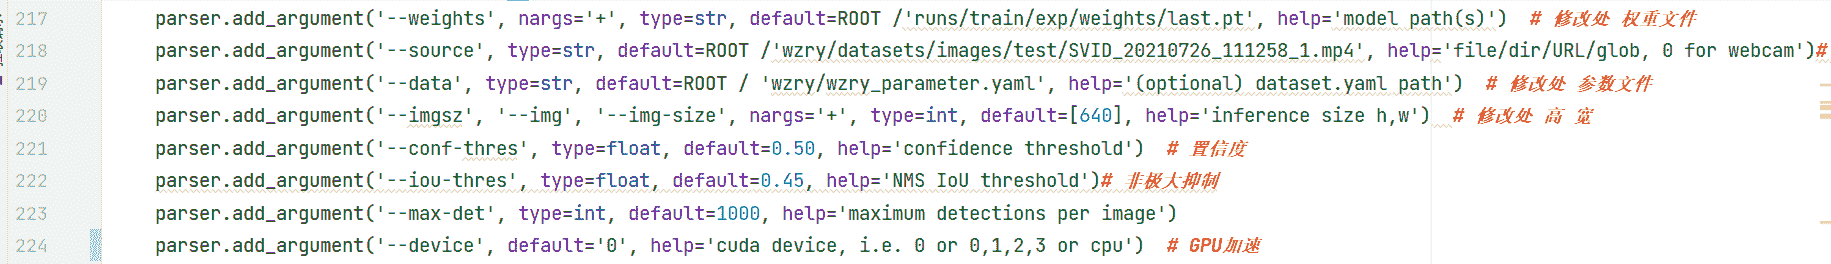 217 parser.add_argument('--weights', nargs='+', type=str, default=ROOT /'runs/train/exp/weights/last.pt', help='model path(s)')  # 修改处 权重文件
218 parser.add_argument('--source', type=str, default=ROOT /'wzry/datasets/images/test/SVID_20210726_111258_1.mp4', help='file/dir/URL/glob, 0 for webcam')#
219 parser.add_argument('--data', type=str, default=ROOT / 'wzry/wzry_parameter.yaml', help='(optional) dataset.yaml path')  # 修改处 参数文件
220 parser.add_argument('--imgsz', '--img', '--img-size', nargs='+', type=int, default=[640], help='inference size h,w')  # 修改处 高 宽
221 parser.add_argument('--conf-thres', type=float, default=0.50, help='confidence threshold')  # 置信度
222 parser.add_argument('--iou-thres', type=float, default=0.45, help='NMS IoU threshold')# 非极大抑制
223 parser.add_argument('--max-det', type=int, default=1000, help='maximum detections per image')
224 parser.add_argument('--device', default='0', help='cuda device, i.e. 0 or 0,1,2,3 or cpu')  # GPU加速